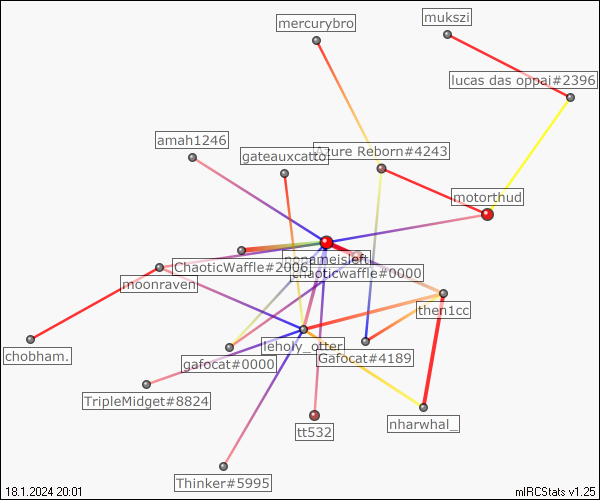 mercurybro
mukszi
lucas das oppai#2396
amah1246
gateauxcatto
Azure Reborn#4243
motorthud
nonameisleft
ChaoticWaffle#2006
chaoticwaffle#0000
moonraven
then1cc
chobham.
leholy_otter
gafocat#0000
Gafocat#4189
TripleMidget#8824
nharwhal_
tt532
Thinker#5995
18.1.2024 20:01
mIRCStats v1.25